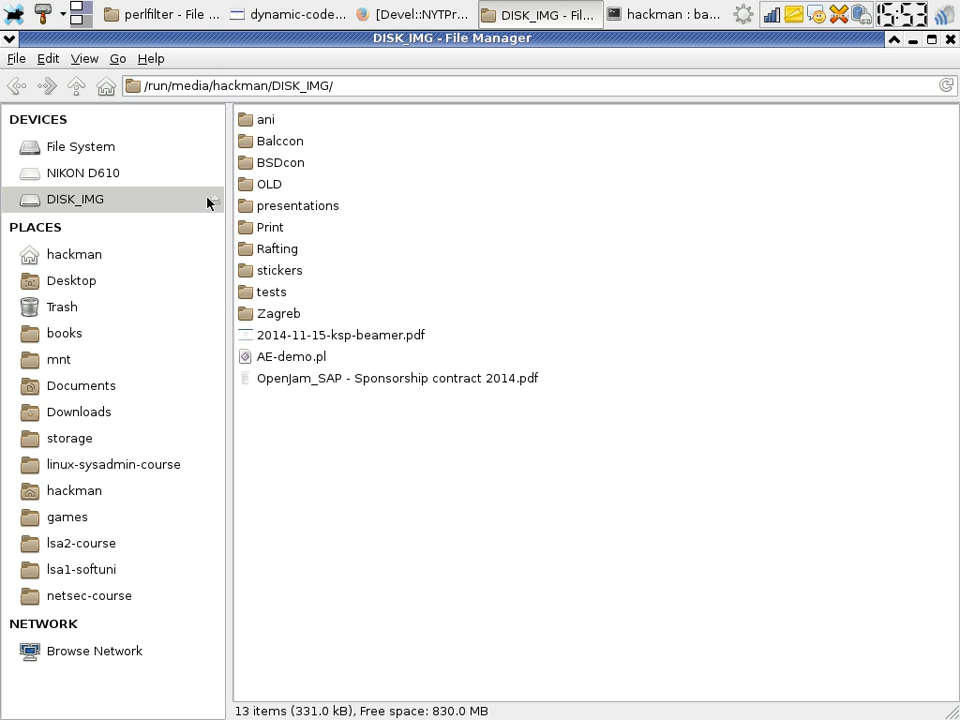 perlfilter - File ...
dynamic-code...
[Devel::NYTPr...
DISK_IMG - Fil...
hackman : ba...
15:53
DISK_IMG - File Manager
File Edit View Go Help
/run/media/hackman/DISK_IMG/
DEVICES
File System
NIKON D610
DISK_IMG
PLACES
hackman
Desktop
Trash
books
mnt
Documents
Downloads
storage
linux-sysadmin-course
hackman
games
lsa2-course
lsa1-softuni
netsec-course
NETWORK
Browse Network
ani
Balccon
BSDcon
OLD
presentations
Print
Rafting
stickers
tests
Zagreb
2014-11-15-ksp-beamer.pdf
AE-demo.pl
OpenJam_SAP - Sponsorship contract 2014.pdf
13 items (331.0 kB), Free space: 830.0 MB